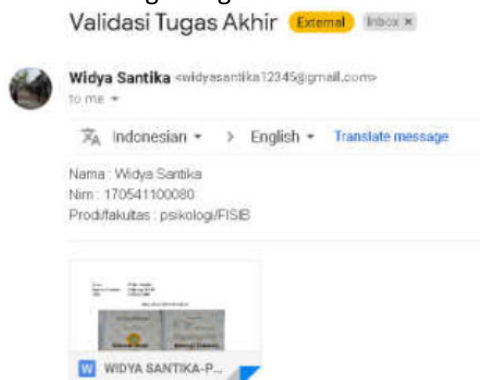 Validasi Tugas Akhir External Inbox ×
Widya Santika <widyasantika12345@gmail.com>
to me
Indonesian > English Translate message
Nama : Widya Santika
Nim : 170541100080
Prodi/fakultas : psikologi/FISIB
W WIDYA SANTIKA-P...